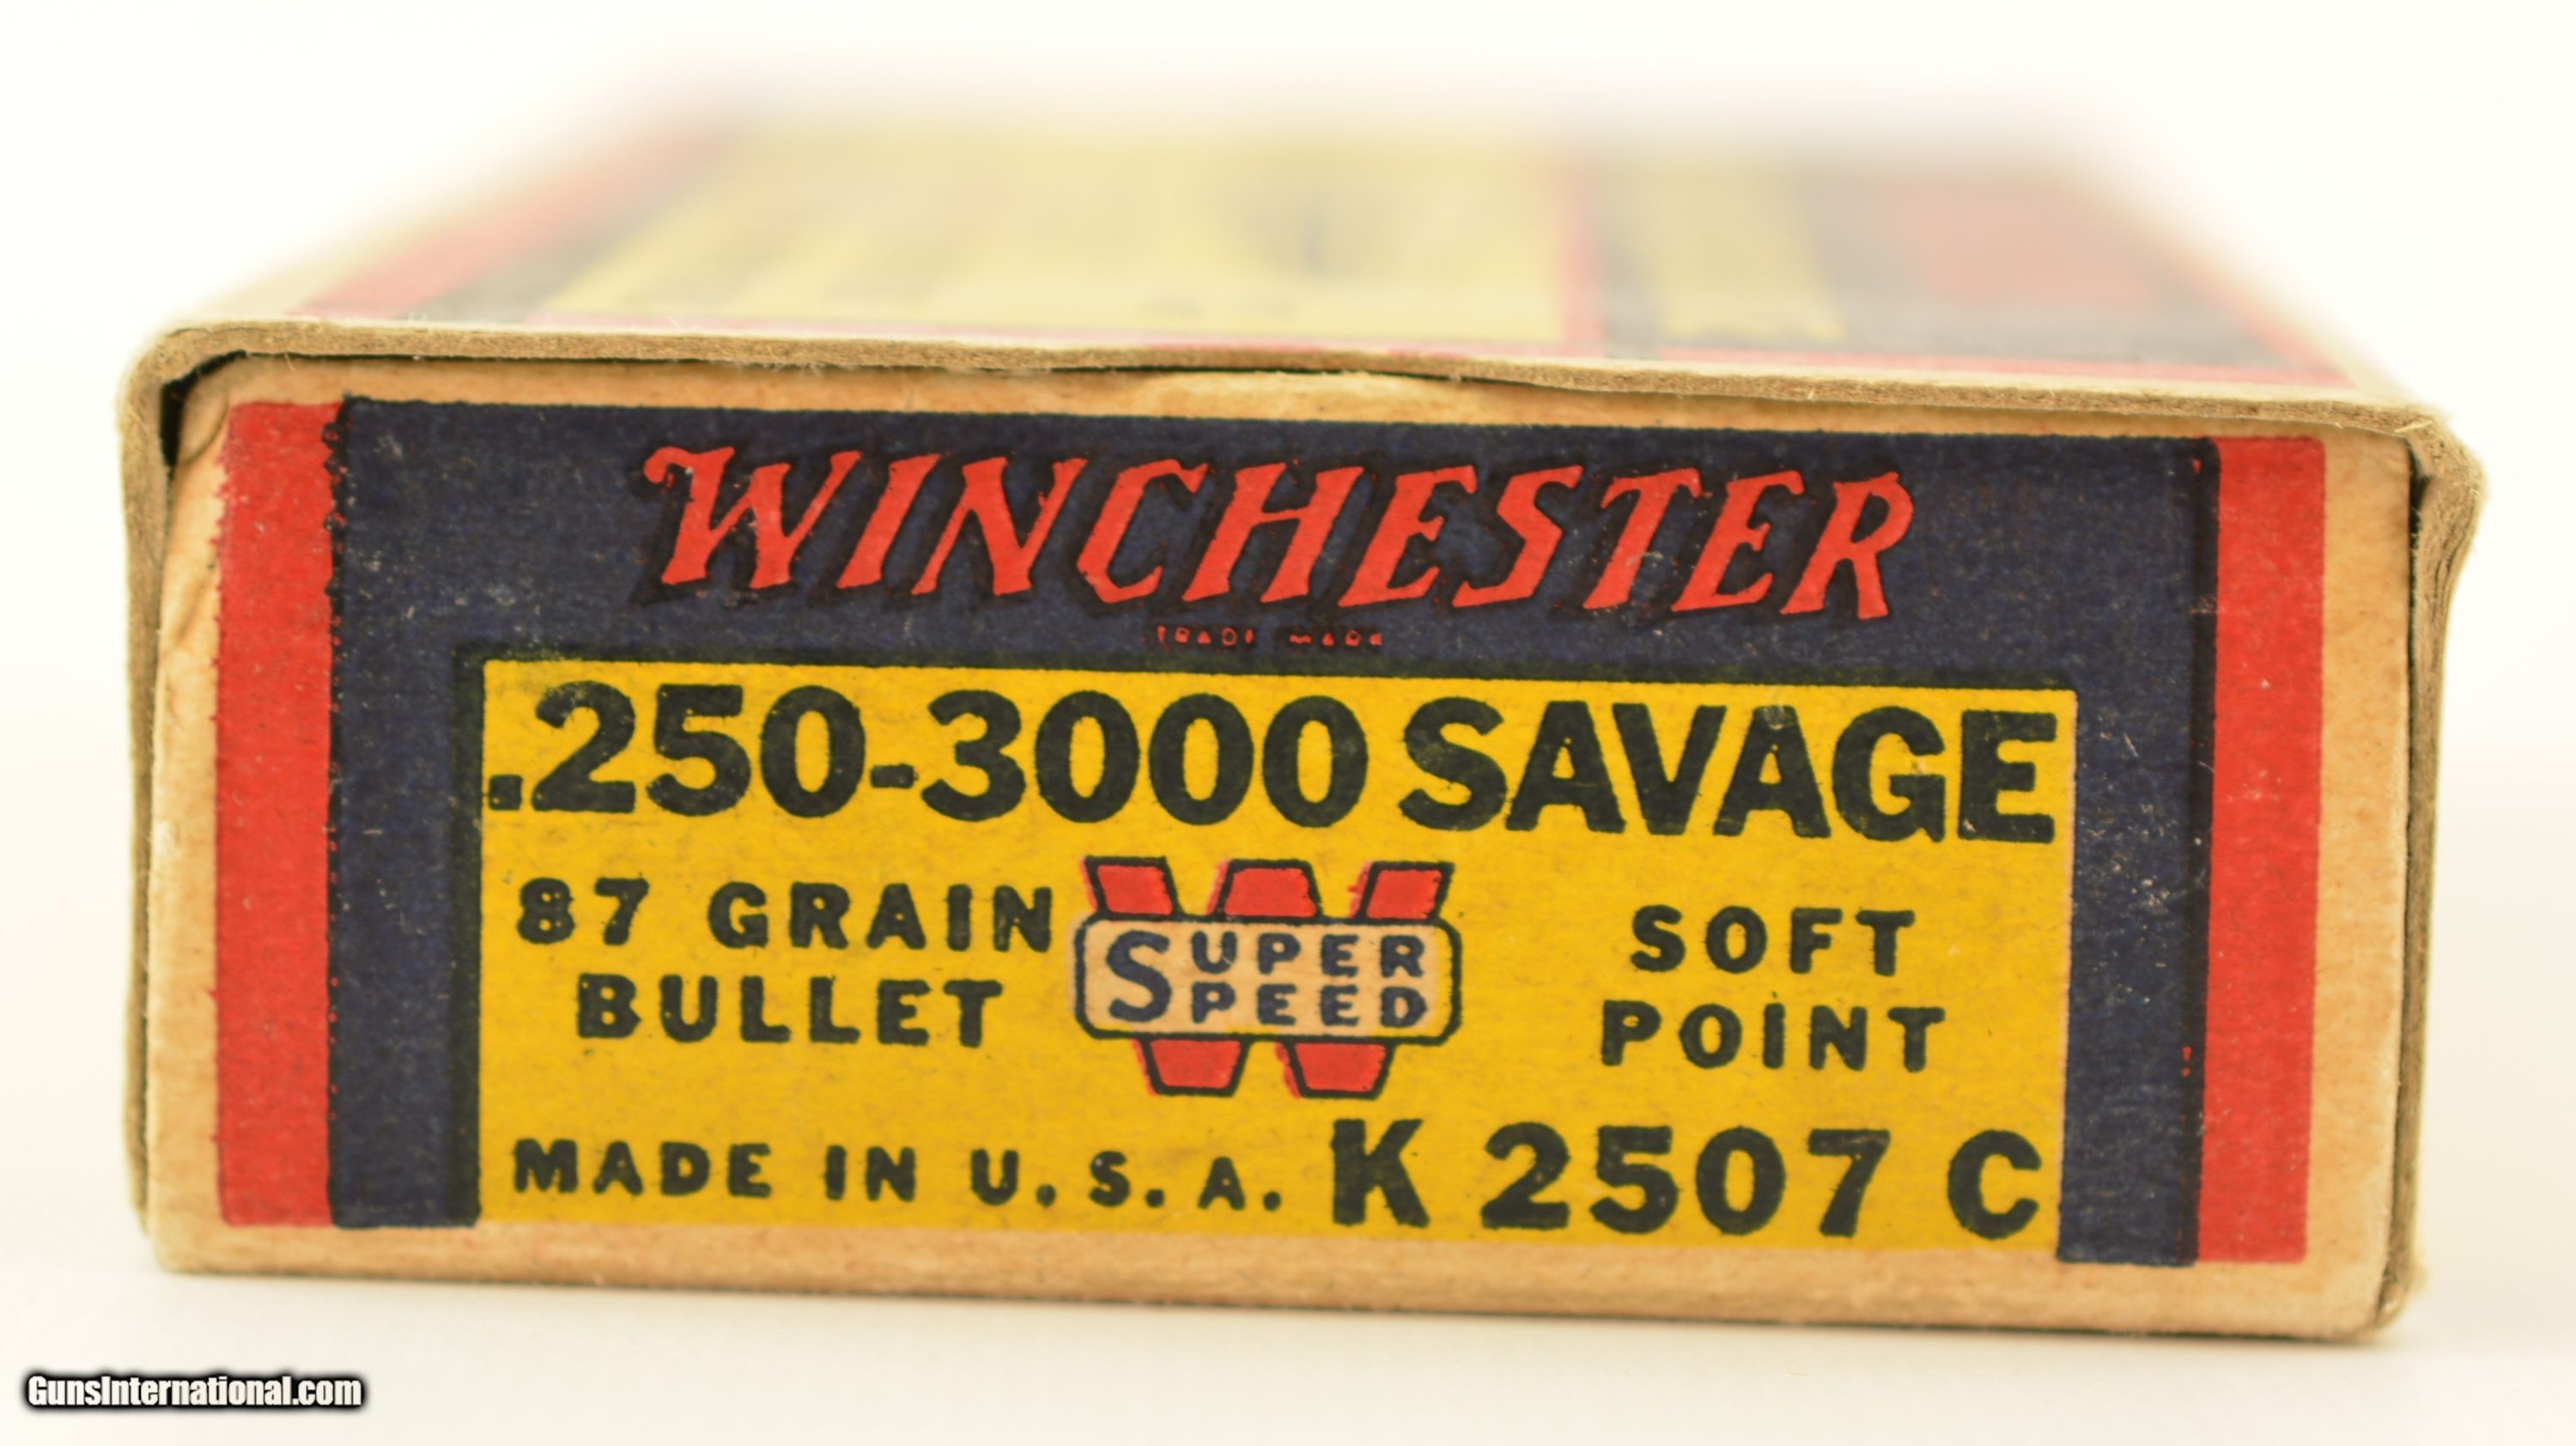 WINCHESTER
TRADE MARK
.250-3000 SAVAGE
87 GRAIN
BULLET
SUPER
SPEED
SOFT
POINT
MADE IN U.S.A. K 2507 C
GunsInternational.com